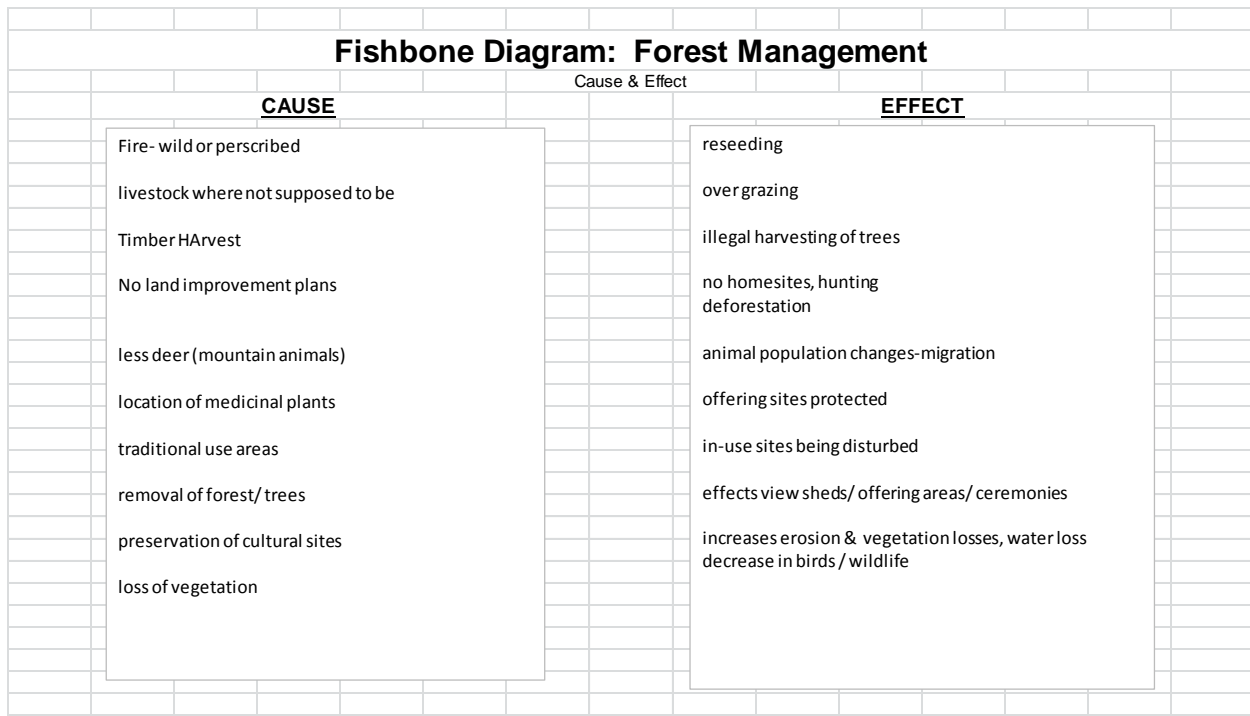 Fishbone Diagram: Forest Management
Cause & Effect
CAUSE
Fire- wild or perscribed
livestock where not supposed to be
Timber HArvest
No land improvement plans
less deer (mountain animals)
location of medicinal plants
traditional use areas
removal of forest/ trees
preservation of cultural sites
loss of vegetation
EFFECT
reseeding
over grazing
illegal harvesting of trees
no homesites, hunting
deforestation
animal population changes-migration
offering sites protected
in-use sites being disturbed
effects view sheds/ offering areas/ ceremonies
increases erosion & vegetation losses, water loss
decrease in birds / wildlife